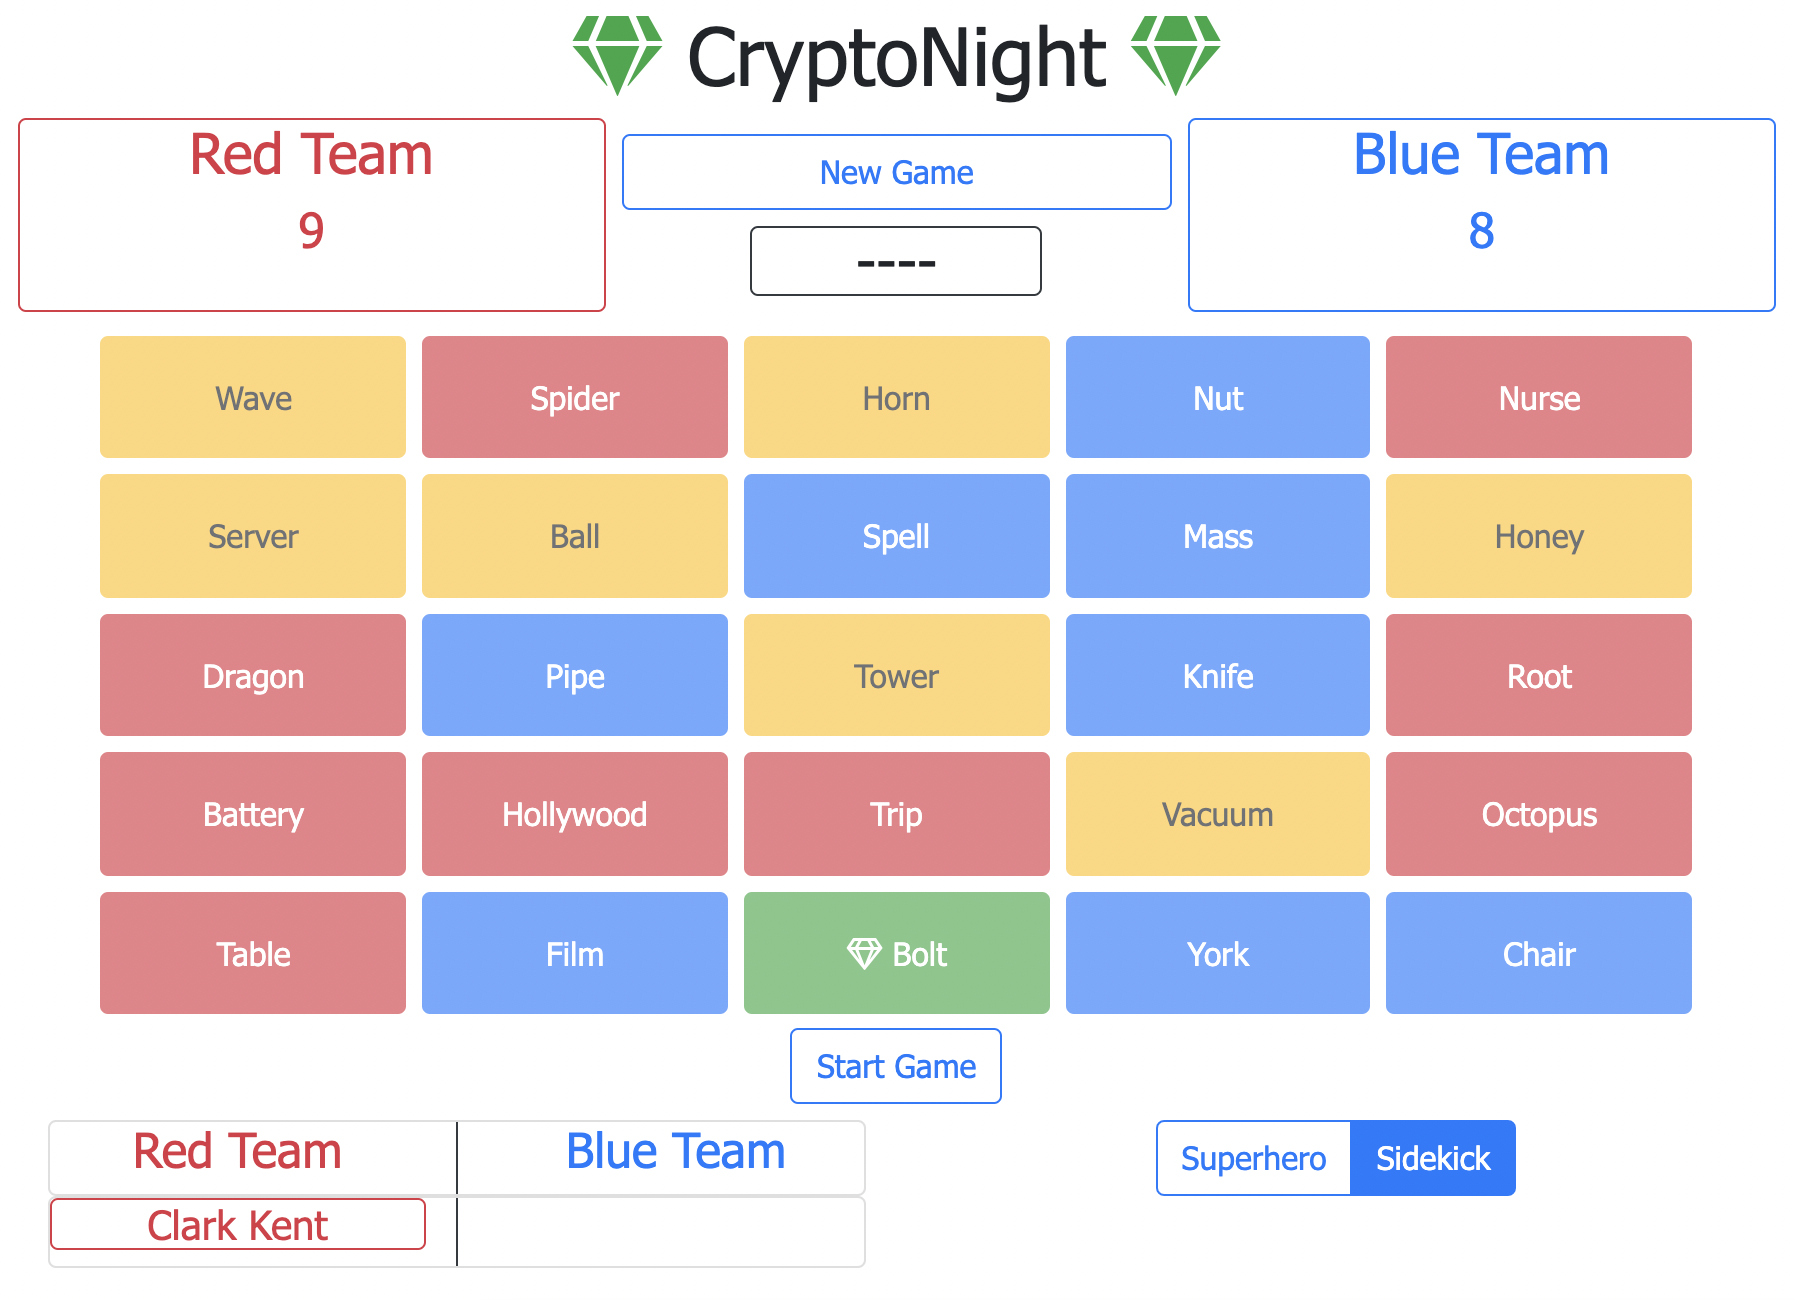 CryptoNight
Red Team
9
New Game
----
Blue Team
8
Wave Spider Horn Nut Nurse
Server Ball Spell Mass Honey
Dragon Pipe Tower Knife Root
Battery Hollywood Trip Vacuum Octopus
Table Film Bolt York Chair
Start Game
Red Team Blue Team
Clark Kent
Superhero Sidekick